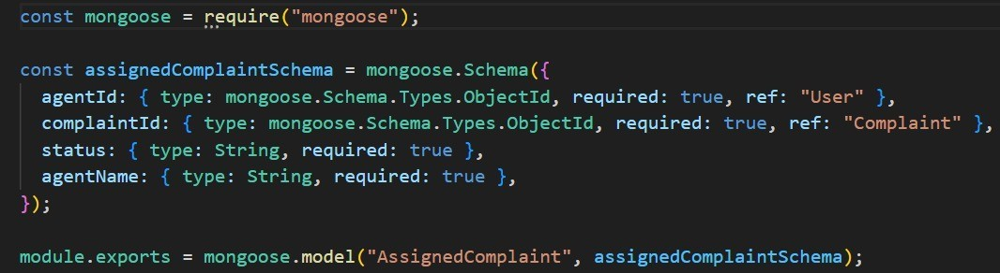 const mongoose = require("mongoose");
const assignedComplaintSchema = mongoose.Schema({
agentId: { type: mongoose.Schema.Types.ObjectId, required: true, ref: "User" },
complaintId: { type: mongoose.Schema.Types.ObjectId, required: true, ref: "Complaint" },
status: { type: String, required: true },
agentName: { type: String, required: true },
});
module.exports = mongoose.model("AssignedComplaint", assignedComplaintSchema);